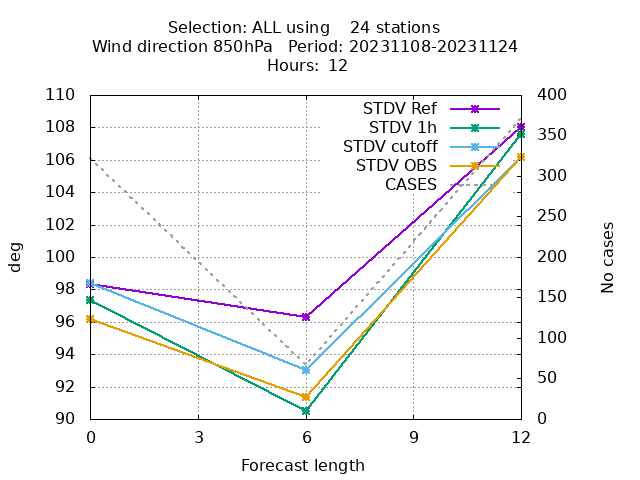 Selection: ALL using    24 stations
Wind direction 850hPa   Period: 20231108-20231124
Hours: 12
110
108
106
104
102
100
98
96
94
92
90
deg
400
350
300
250
200
150
100
50
0
No cases
STDV Ref
STDV 1h
STDV cutoff
STDV OBS
CASES
0 3 6 9 12
Forecast length